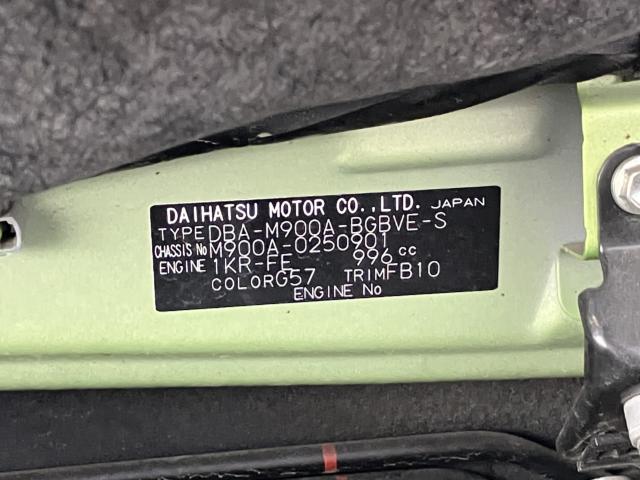 DAIHATSU MOTOR CO.,LTD. JAPAN
TYPE DBA-M900A-BGBVE-S
CHASSIS No M900A-0250901
ENGINE 1KR-FE 996 cc
COLOR G57 TRIM FB10
ENGINE No